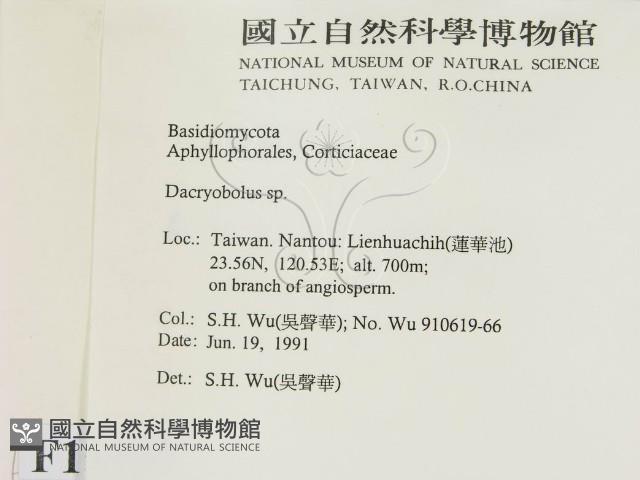 國立自然科學博物館
NATIONAL MUSEUM OF NATURAL SCIENCE
TAICHUNG, TAIWAN, R.O.CHINA
Basidiomycota
Aphyllophorales, Corticiaceae
Dacryobolus sp.
Loc.: Taiwan. Nantou: Lienhuachih(蓮華池)
23.56N, 120.53E; alt. 700m;
on branch of angiosperm.
Col.: S.H. Wu(吳聲華); No. Wu 910619-66
Date: Jun. 19, 1991
Det.: S.H. Wu(吳聲華)
國立自然科學博物館
NATIONAL MUSEUM OF NATURAL SCIENCE
F1